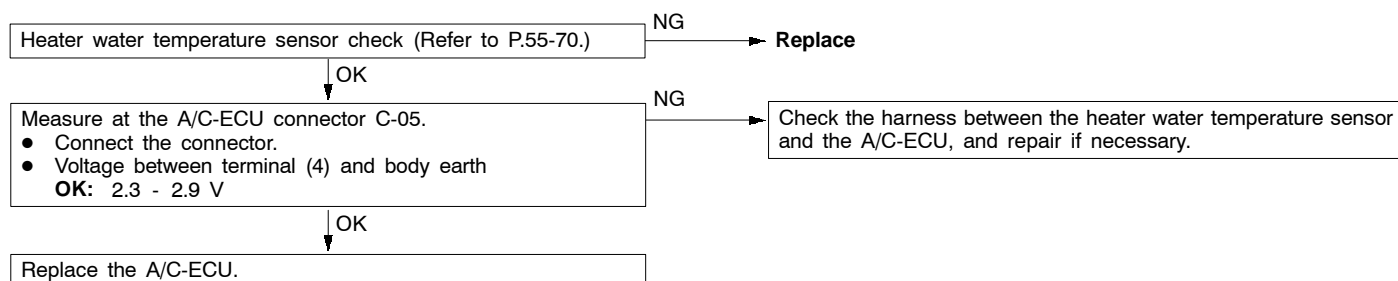 Heater water temperature sensor check (Refer to P.55-70.)
NG
Replace
OK
Measure at the A/C-ECU connector C-05.
● Connect the connector.
● Voltage between terminal (4) and body earth
OK: 2.3 - 2.9 V
NG
Check the harness between the heater water temperature sensor
and the A/C-ECU, and repair if necessary.
OK
Replace the A/C-ECU.